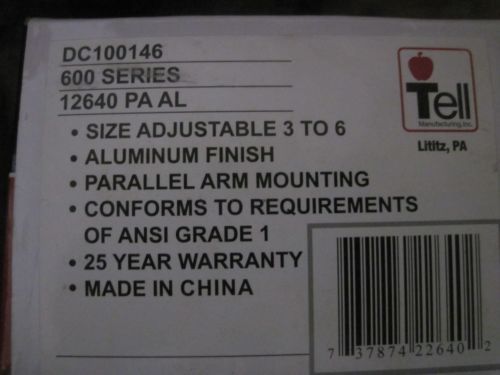 DC100146
600 SERIES
12640 PA AL
Tell
Manufacturing, Inc.
Lititz, PA
• SIZE ADJUSTABLE 3 TO 6
• ALUMINUM FINISH
• PARALLEL ARM MOUNTING
• CONFORMS TO REQUIREMENTS
OF ANSI GRADE 1
• 25 YEAR WARRANTY
• MADE IN CHINA
7 37874 22640 2